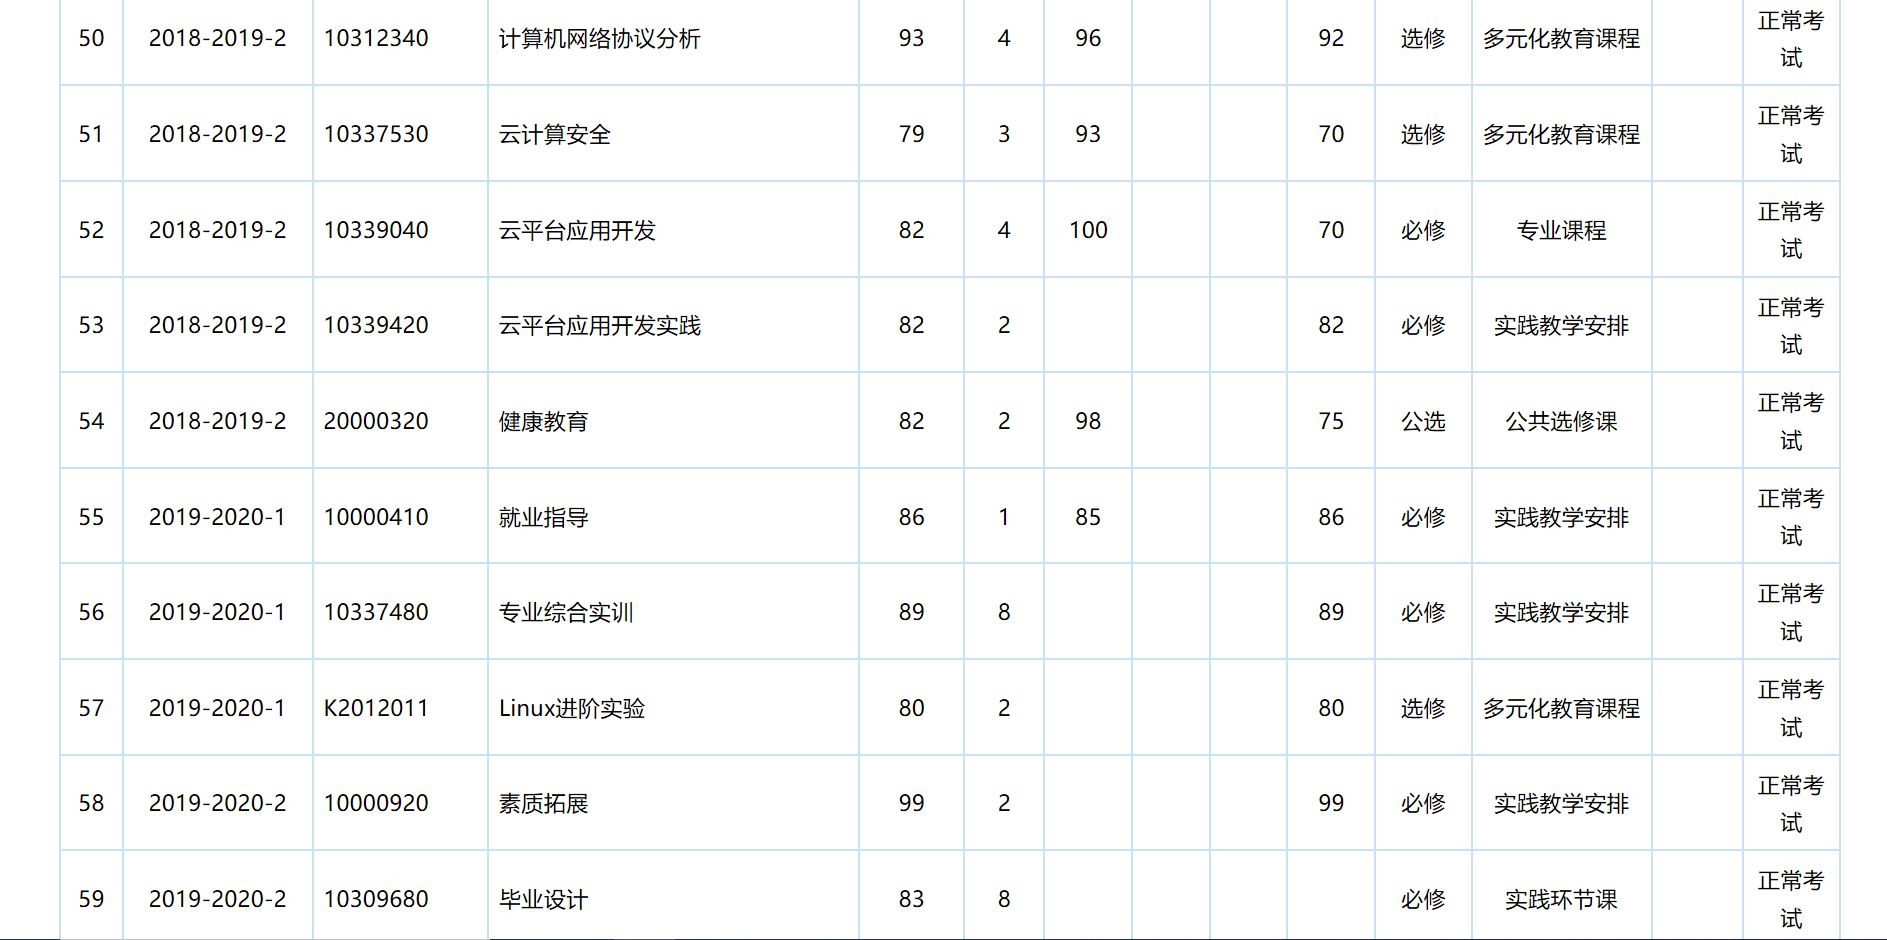 50 2018-2019-2 10312340 计算机网络协议分析 93 4 96 92 选修 多元化教育课程 正常考
试
51 2018-2019-2 10337530 云计算安全 79 3 93 70 选修 多元化教育课程 正常考
试
52 2018-2019-2 10339040 云平台应用开发 82 4 100 70 必修 专业课程 正常考
试
53 2018-2019-2 10339420 云平台应用开发实践 82 2 82 必修 实践教学安排 正常考
试
54 2018-2019-2 20000320 健康教育 82 2 98 75 公选 公共选修课 正常考
试
55 2019-2020-1 10000410 就业指导 86 1 85 86 必修 实践教学安排 正常考
试
56 2019-2020-1 10337480 专业综合实训 89 8 89 必修 实践教学安排 正常考
试
57 2019-2020-1 K2012011 Linux进阶实验 80 2 80 选修 多元化教育课程 正常考
试
58 2019-2020-2 10000920 素质拓展 99 2 99 必修 实践教学安排 正常考
试
59 2019-2020-2 10309680 毕业设计 83 8 必修 实践环节课 正常考
试